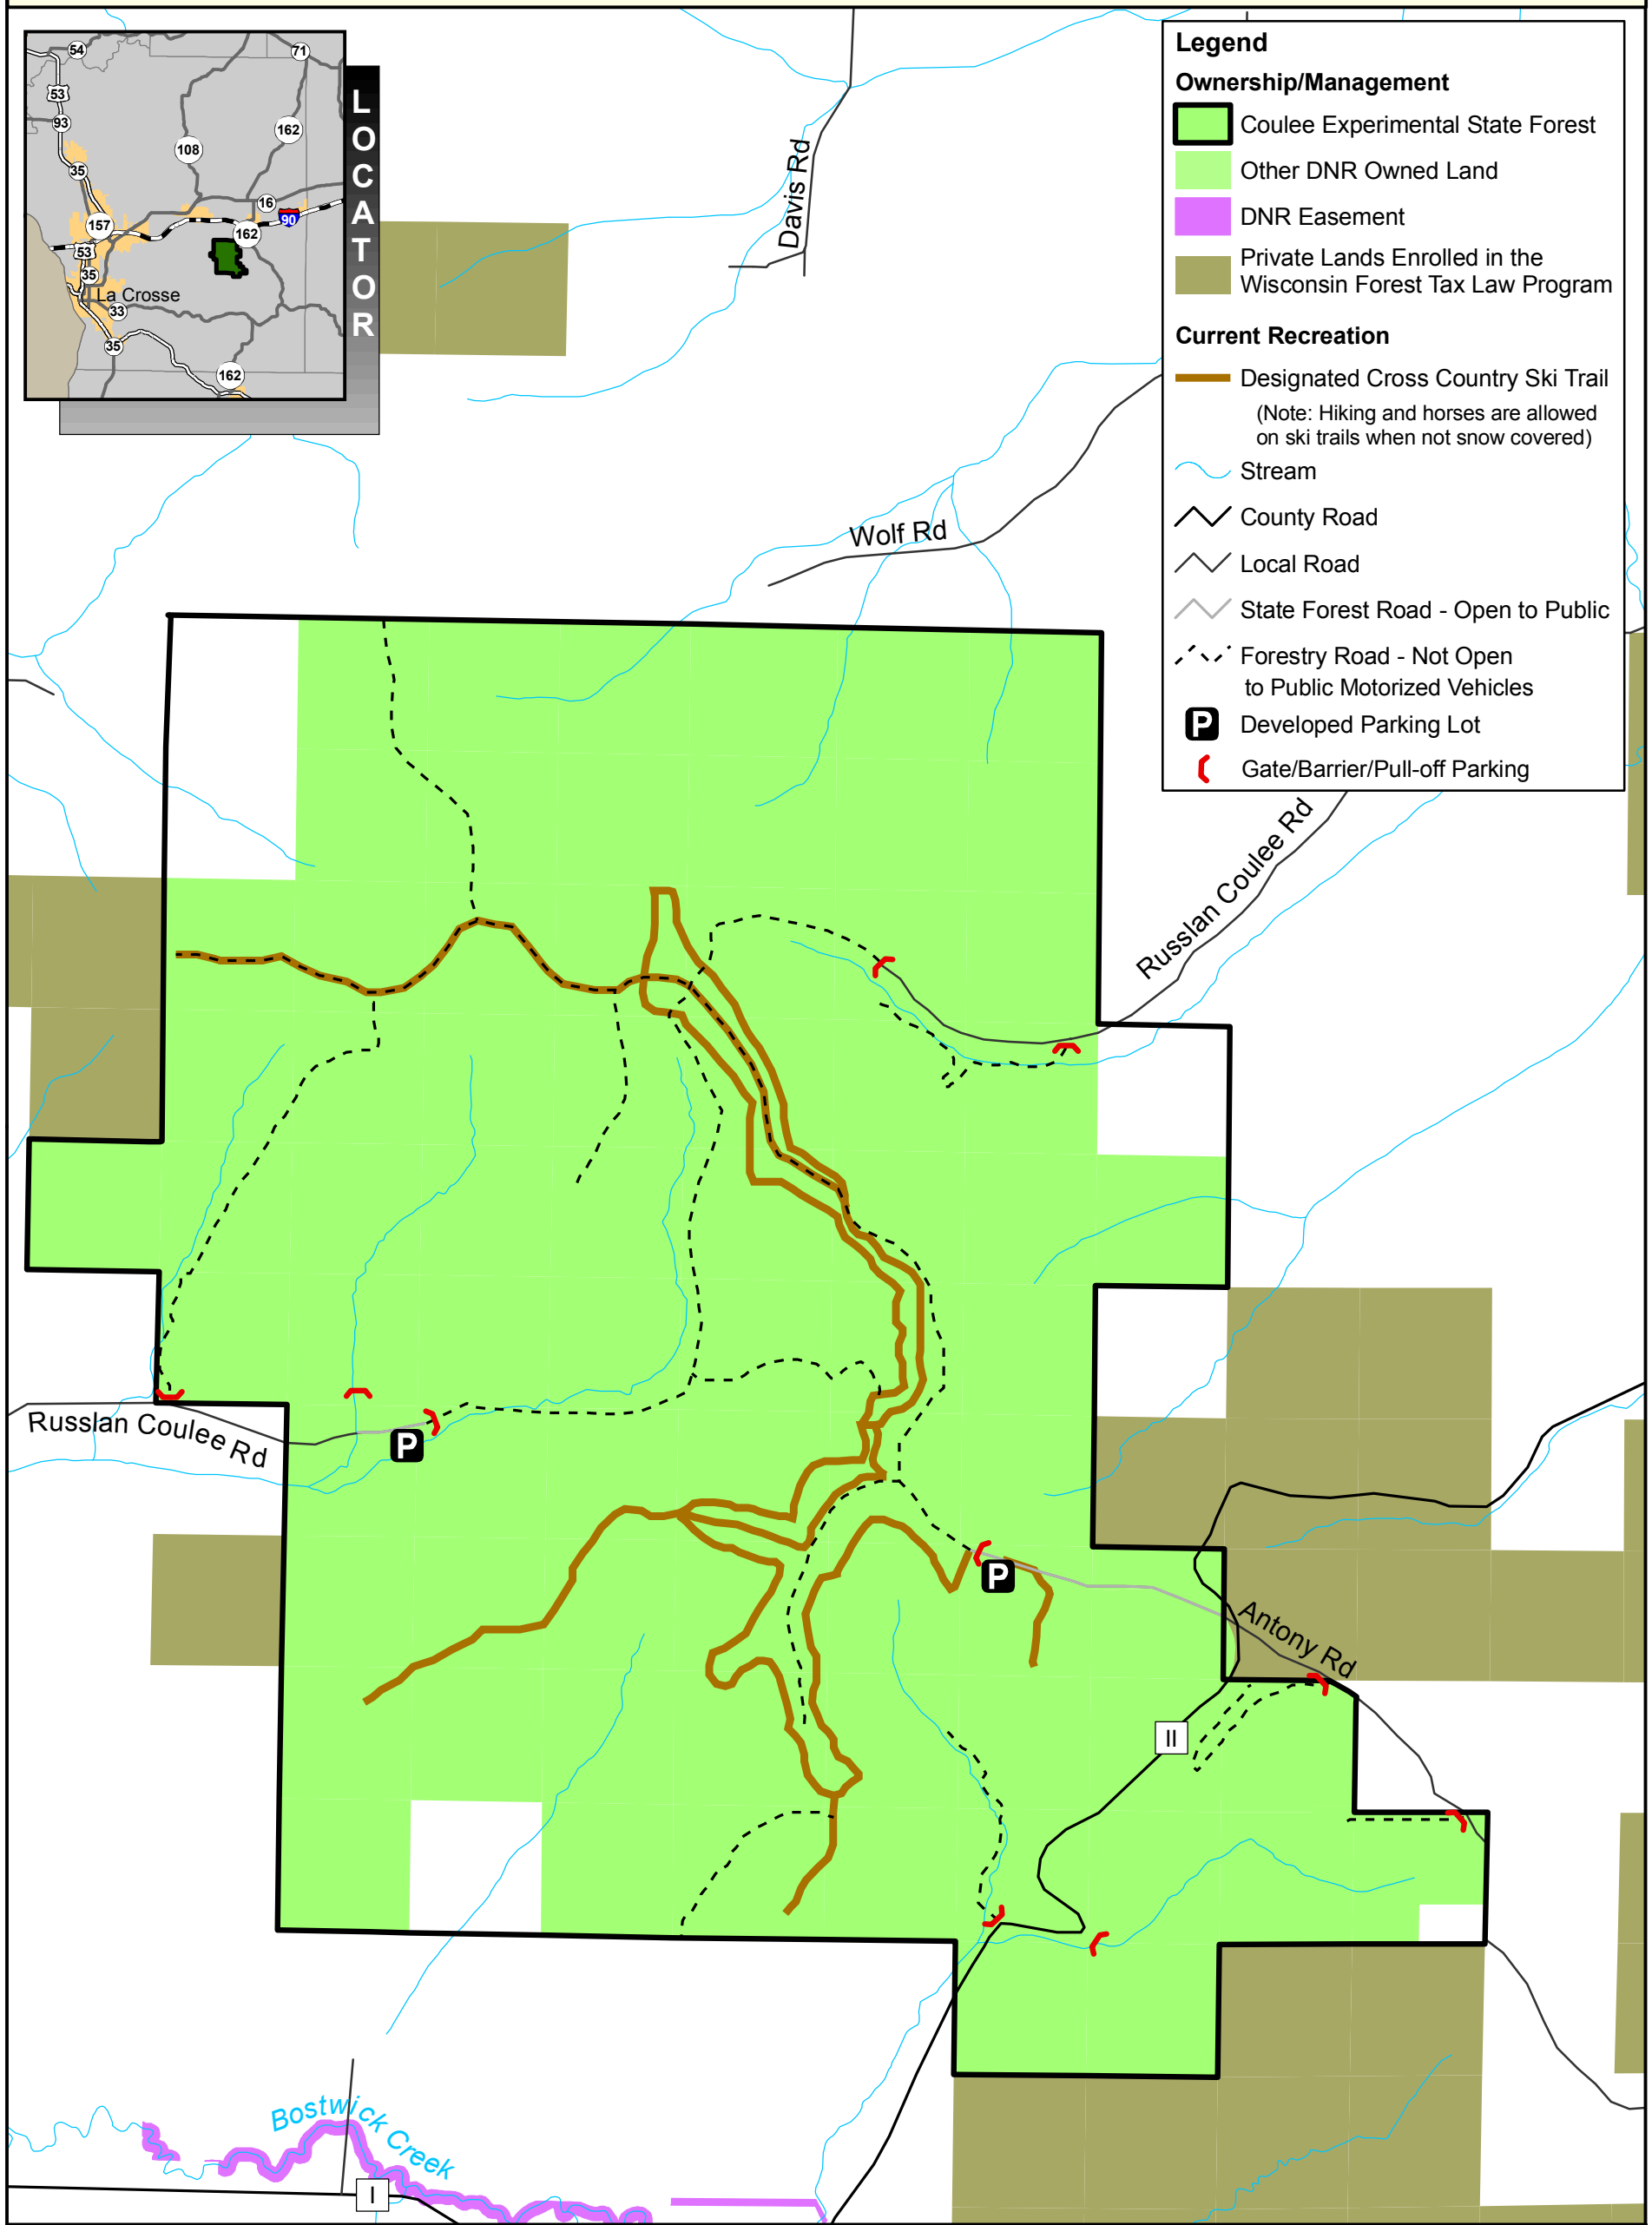 54
71
53
93
162
108
35
16
90
157
162
53
35
La Crosse
33
35
162
L
O
C
A
T
O
R
Legend
Ownership/Management
Coulee Experimental State Forest
Other DNR Owned Land
DNR Easement
Private Lands Enrolled in the
Wisconsin Forest Tax Law Program
Current Recreation
Designated Cross Country Ski Trail
(Note: Hiking and horses are allowed
on ski trails when not snow covered)
Stream
County Road
Local Road
State Forest Road - Open to Public
Forestry Road - Not Open
to Public Motorized Vehicles
P Developed Parking Lot
Gate/Barrier/Pull-off Parking
Davis Rd
Wolf Rd
Russlan Coulee Rd
Russlan Coulee Rd
P
P
Antony Rd
II
Bostwick Creek
I